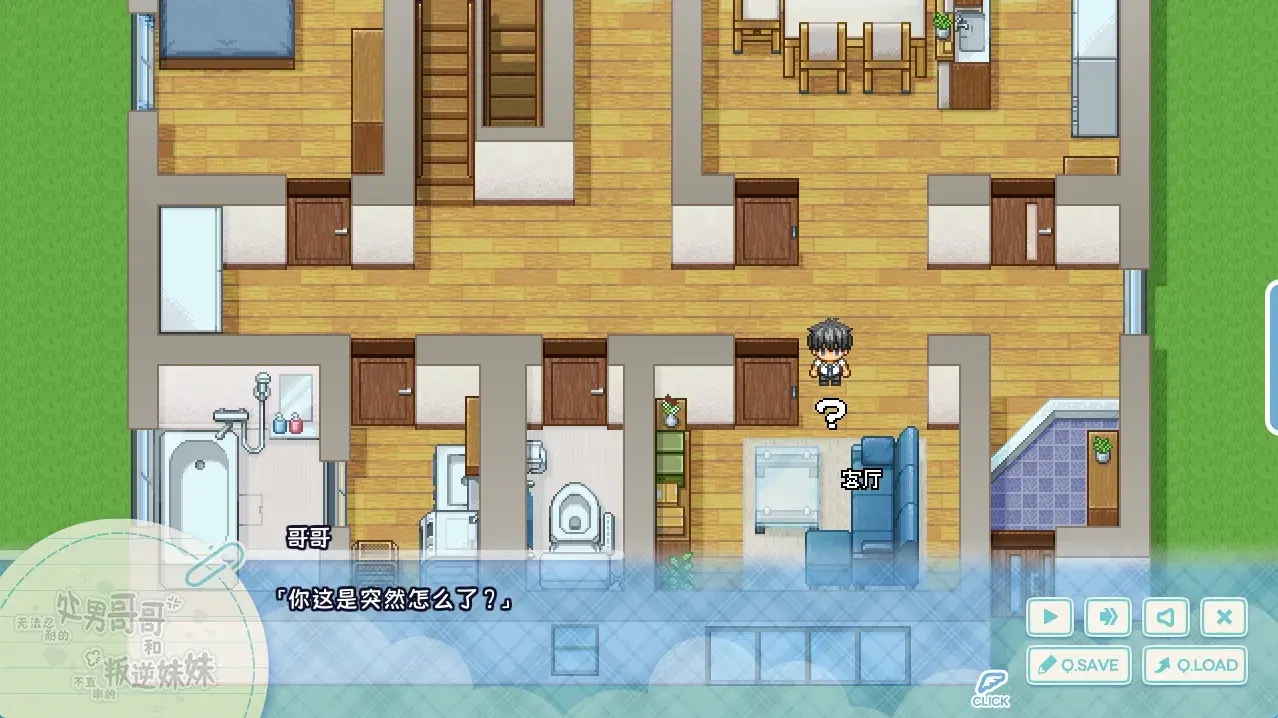 ?
客厅
哥哥
「你这是突然怎么了？」
无法忍
耐的
处男哥哥
和
不直
率的
叛逆妹妹
Q.SAVE
Q.LOAD
CLICK